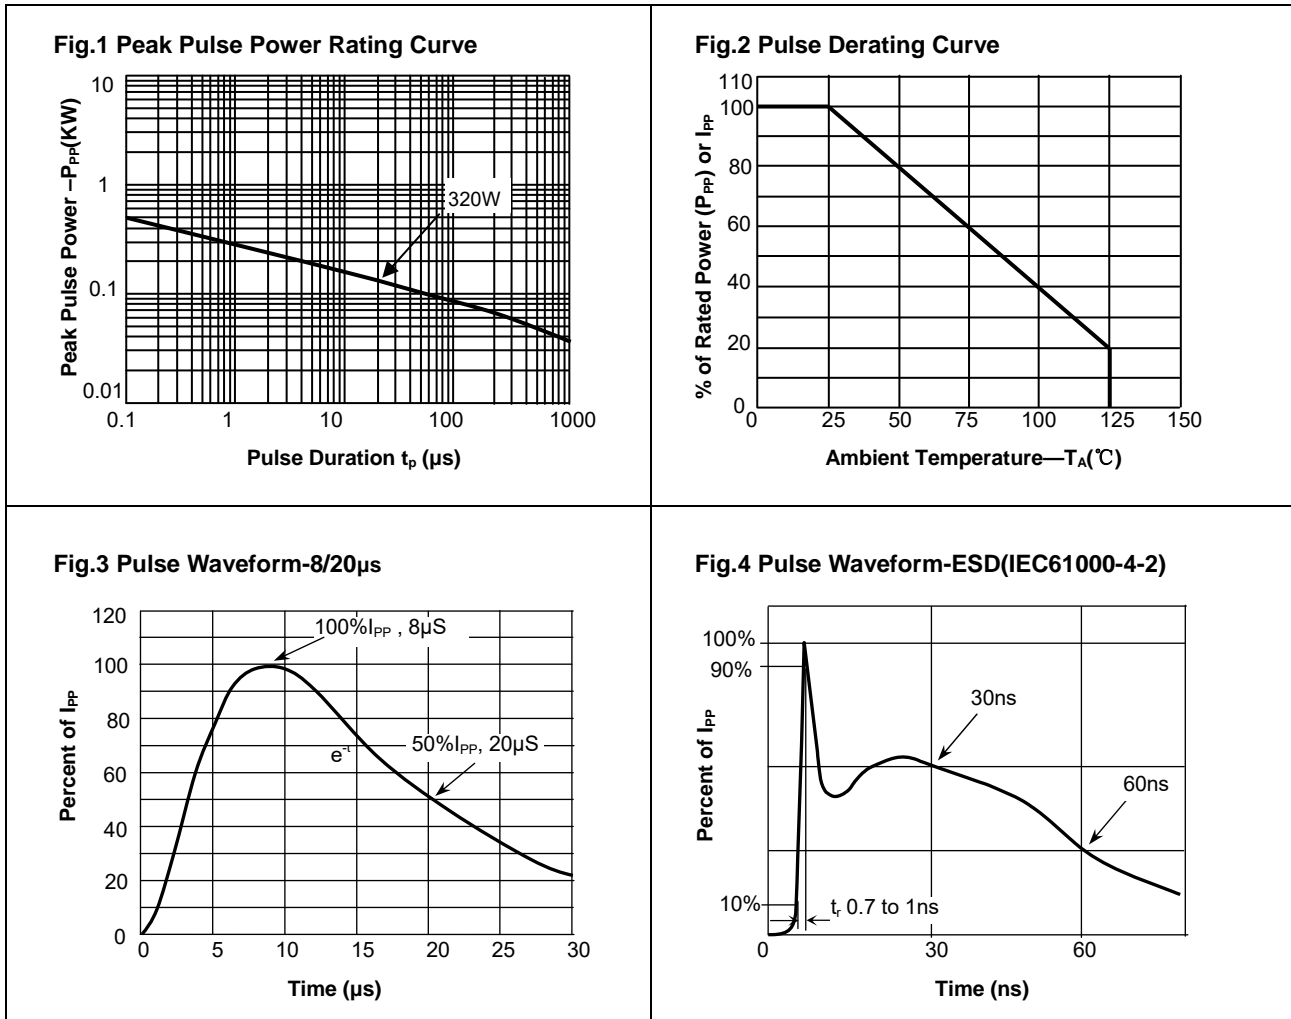 Fig.1 Peak Pulse Power Rating Curve
Peak Pulse Power –PPP(KW)
10
1
0.1
0.01
320W
0.1 1 10 100 1000
Pulse Duration tp (µs)
Fig.2 Pulse Derating Curve
% of Rated Power (PPP) or IPP
110
100
80
60
40
20
0
25 50 75 100 125 150
Ambient Temperature—TA(℃)
Fig.3 Pulse Waveform-8/20µs
Percent of IPP
120
100
80
60
40
20
0
100%IPP , 8µS
e-t
50%IPP, 20µS
0 5 10 15 20 25 30
Time (µs)
Fig.4 Pulse Waveform-ESD(IEC61000-4-2)
Percent of IPP
100%
90%
10%
30ns
60ns
tr 0.7 to 1ns
0 30 60
Time (ns)